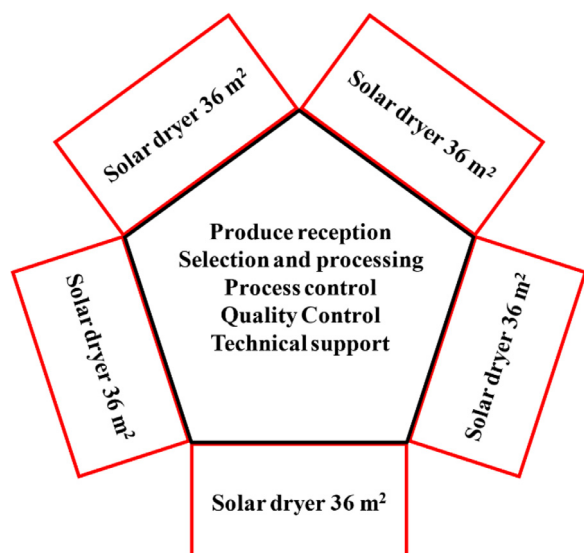 Solar dryer 36 m²
Solar dryer 36 m²
Produce reception
Selection and processing
Process control
Quality Control
Technical support
Solar dryer 36 m²
Solar dryer 36 m²
Solar dryer 36 m²